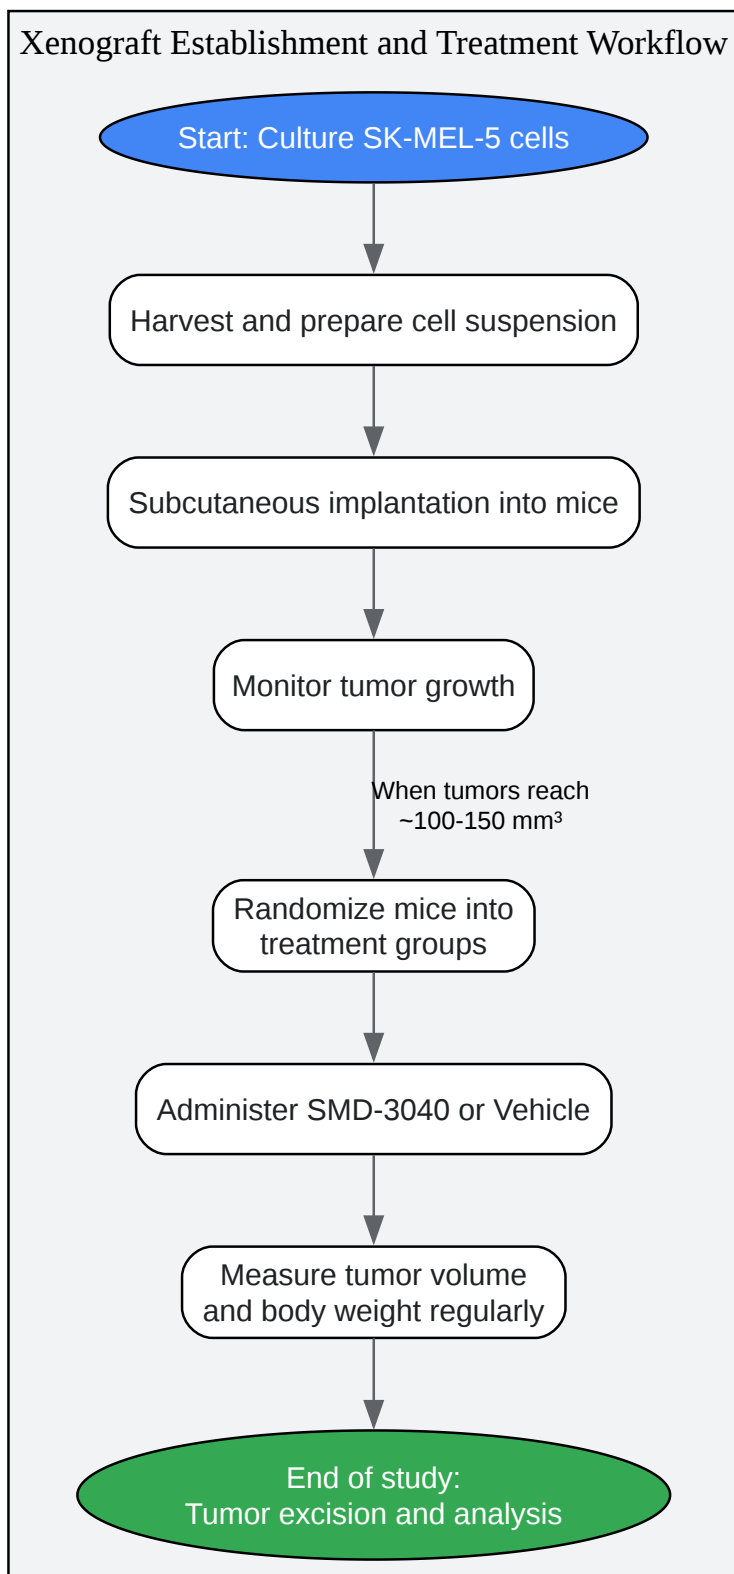 Xenograft Establishment and Treatment Workflow
Start: Culture SK-MEL-5 cells
Harvest and prepare cell suspension
Subcutaneous implantation into mice
Monitor tumor growth
When tumors reach
~100-150 mm³
Randomize mice into
treatment groups
Administer SMD-3040 or Vehicle
Measure tumor volume
and body weight regularly
End of study:
Tumor excision and analysis